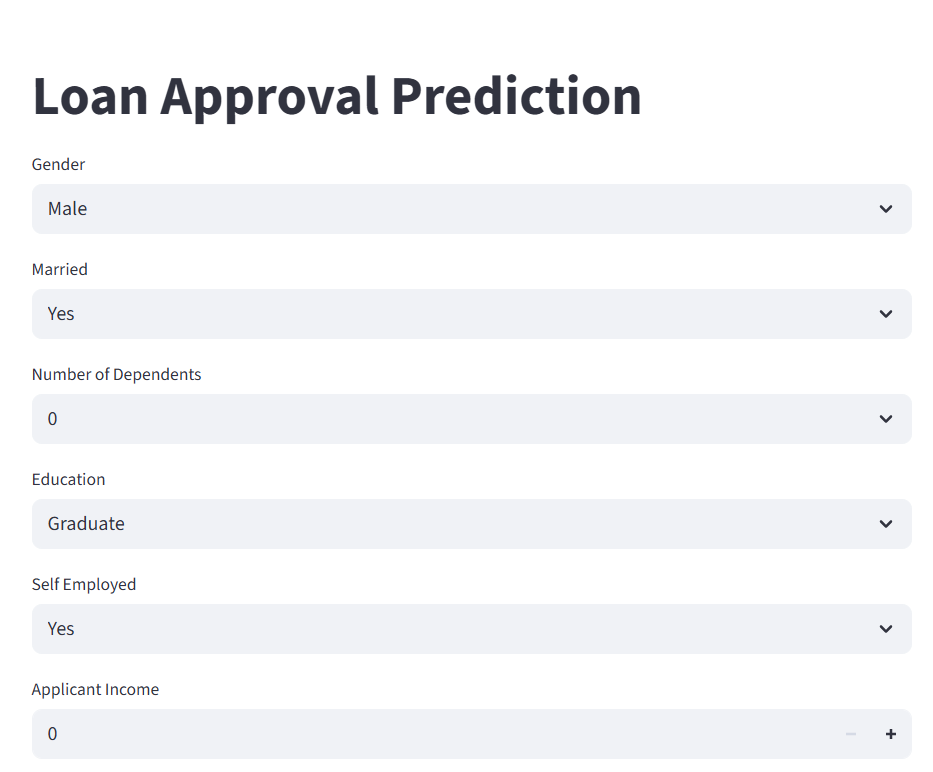 Loan Approval Prediction
Gender
Male
Married
Yes
Number of Dependents
0
Education
Graduate
Self Employed
Yes
Applicant Income
0